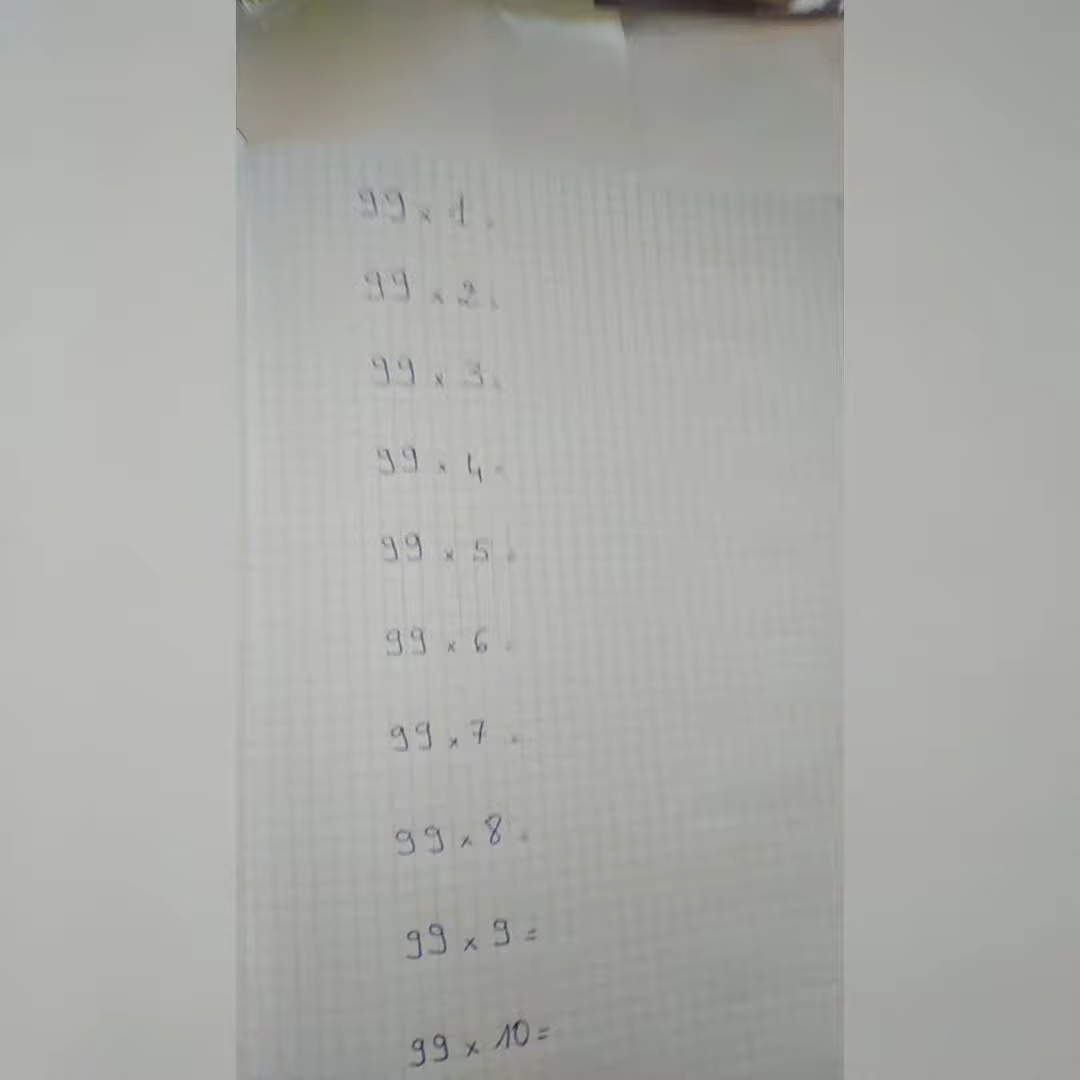 99 x 1 =
99 x 2 =
99 x 3 =
99 x 4 =
99 x 5 =
99 x 6 =
99 x 7 =
99 x 8 =
99 x 9 =
99 x 10 =